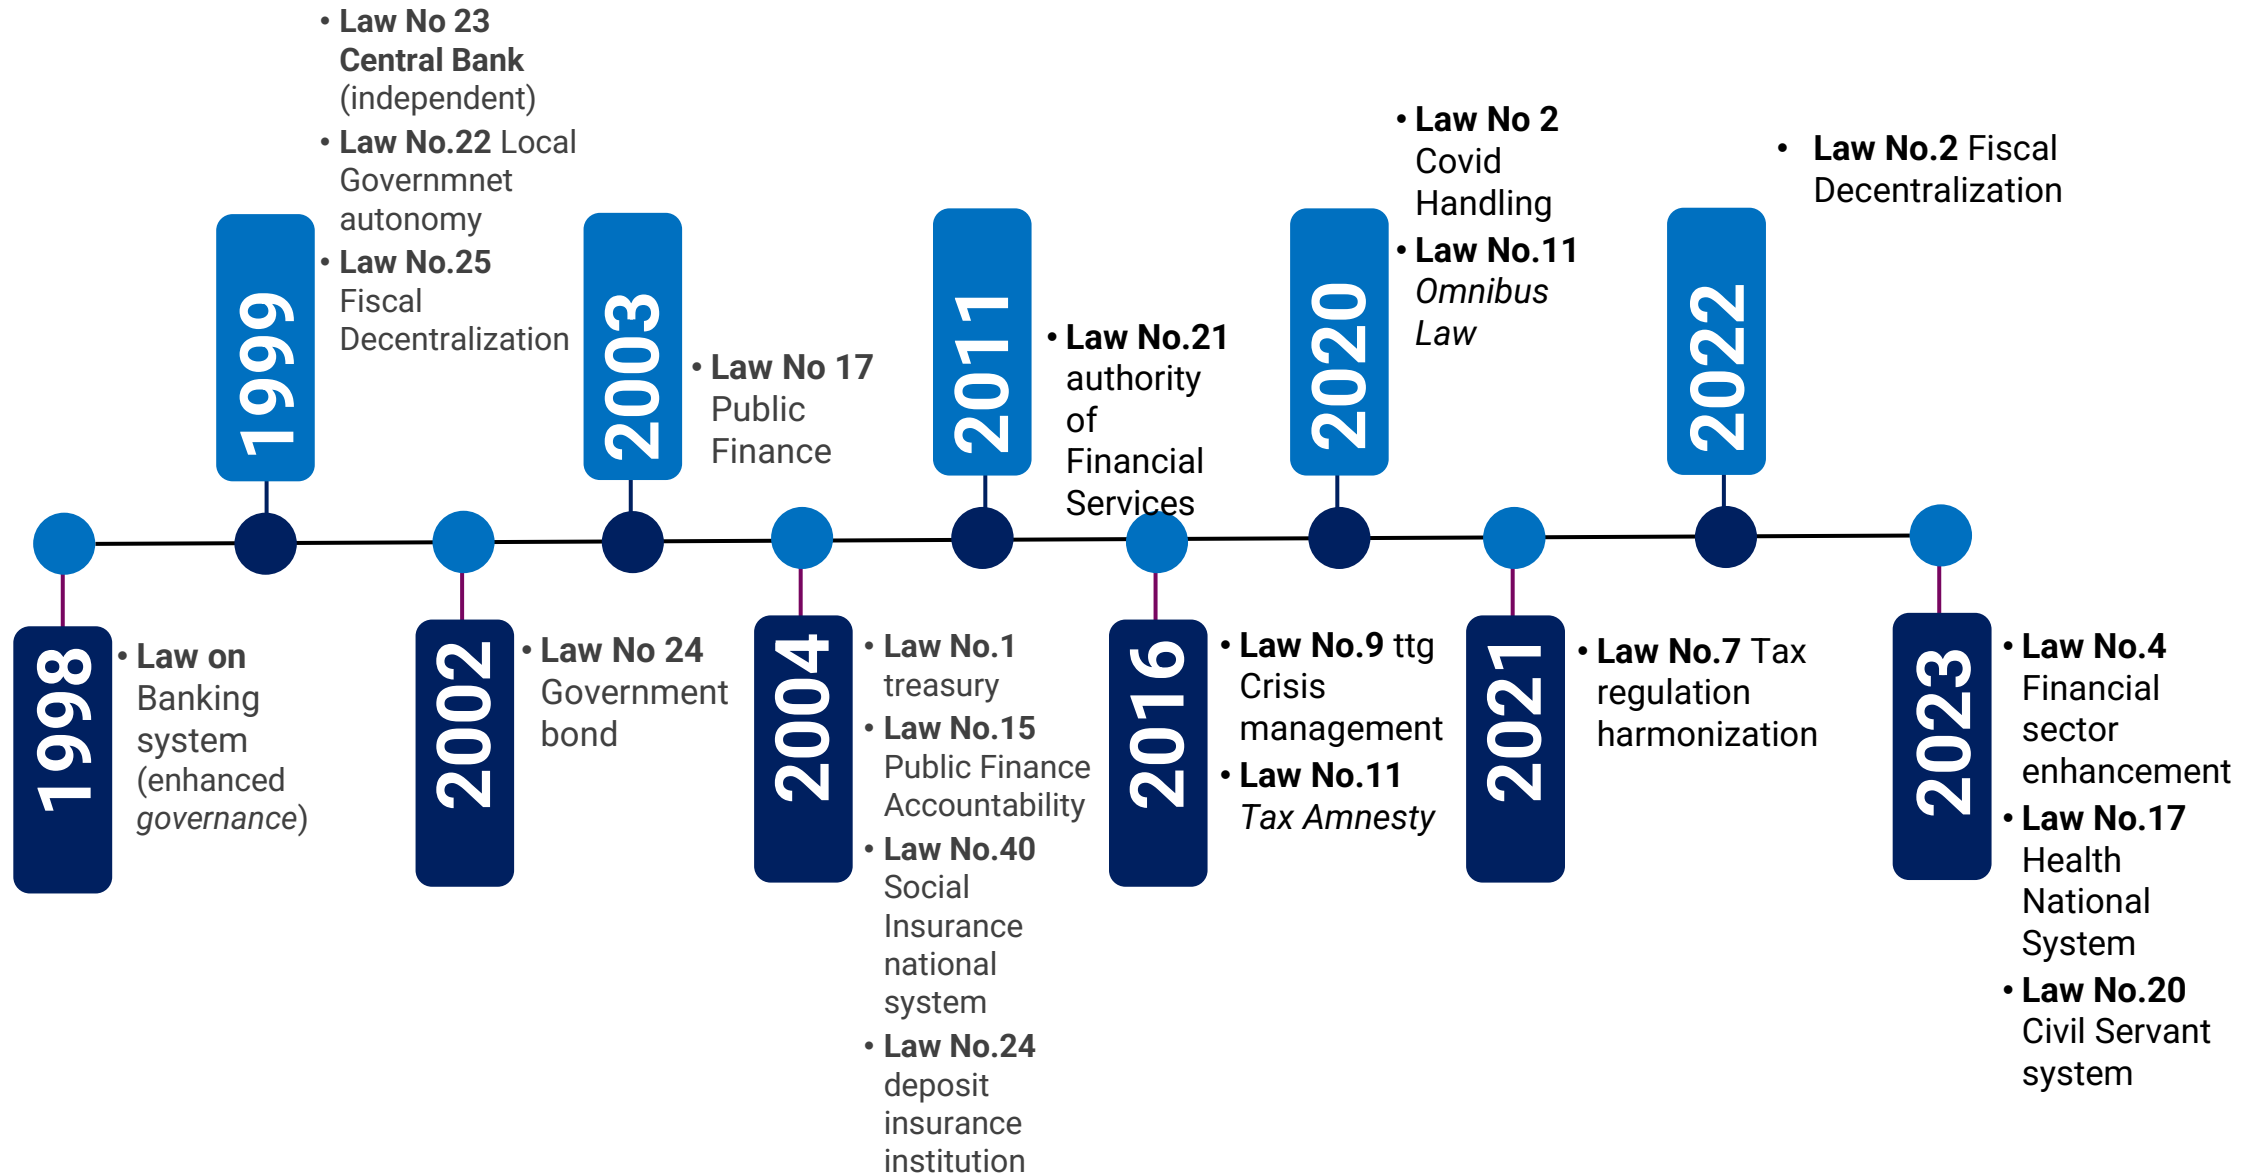 1998
• Law on
Banking
system
(enhanced
governance)
1999
• Law No 23
Central Bank
(independent)
• Law No.22 Local
Governmnet
autonomy
• Law No.25
Fiscal
Decentralization
2002
• Law No 24
Government
bond
2003
• Law No 17
Public
Finance
2004
• Law No.1
treasury
• Law No.15
Public Finance
Accountability
• Law No.40
Social
Insurance
national
system
• Law No.24
deposit
insurance
institution
2011
• Law No.21
authority
of
Financial
Services
2016
• Law No.9 ttg
Crisis
management
• Law No.11
Tax Amnesty
2020
• Law No 2
Covid
Handling
• Law No.11
Omnibus
Law
2021
• Law No.7 Tax
regulation
harmonization
2022
• Law No.2 Fiscal
Decentralization
2023
• Law No.4
Financial
sector
enhancement
• Law No.17
Health
National
System
• Law No.20
Civil Servant
system